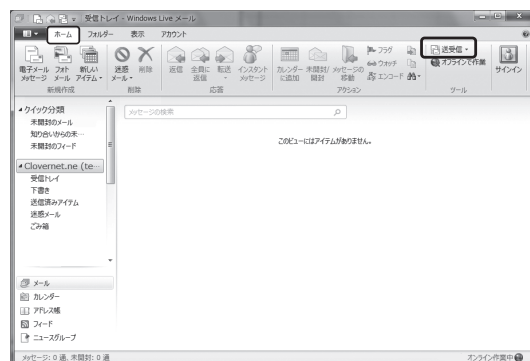 受信トレイ - Windows Live メール
ホーム フォルダー 表示 アカウント
電子メール メッセージ
フォト メール
新しい アイテム
新規作成
迷惑 メール
削除
削除
返信
全員に 返信
転送
インスタント メッセージ
応答
カレンダー に追加
未開封/ 開封
メッセージの 移動
フラグ
ウォッチ
エンコード
アクション
送受信
オフラインで作業
ツール
サインイン
クイック分類
未開封のメール
知り合いからの未…
未開封のフィード
Clovernet.ne (te…
受信トレイ
下書き
送信済みアイテム
迷惑メール
ごみ箱
メッセージの検索
このビューにはアイテムがありません。
メール
カレンダー
アドレス帳
フィード
ニュースグループ
メッセージ: 0 通、未開封: 0 通
オンライン作業中